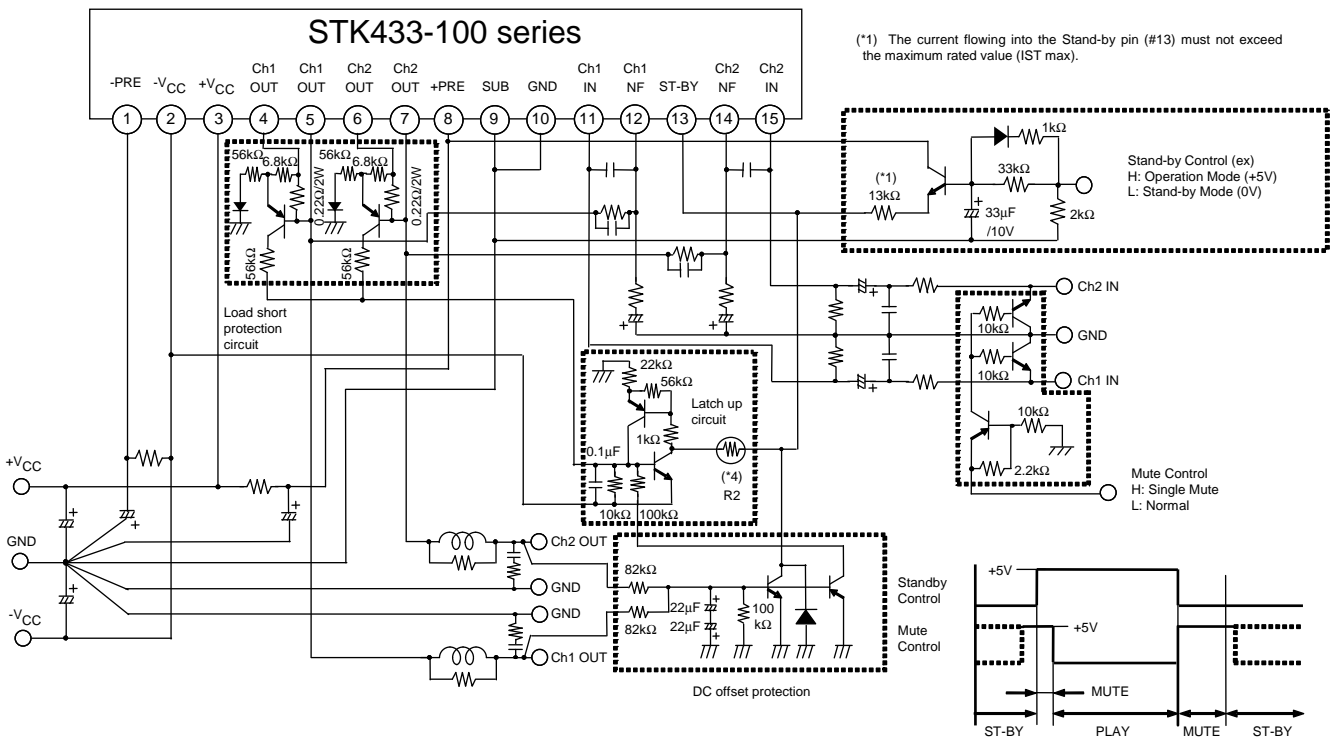 STK433-100 series
(*1) The current flowing into the Stand-by pin (#13) must not exceed
the maximum rated value (IST max).
-PRE
-VCC
+VCC
Ch1
OUT
Ch1
OUT
Ch2
OUT
Ch2
OUT
+PRE
SUB
GND
Ch1
IN
Ch1
NF
ST-BY
Ch2
NF
Ch2
IN
1
2
3
4
5
6
7
8
9
10
11
12
13
14
15
56kΩ
6.8kΩ
0.22Ω/2W
56kΩ
56kΩ
6.8kΩ
0.22Ω/2W
56kΩ
Load short
protection
circuit
1kΩ
33kΩ
(*1)
13kΩ
33μF
/10V
2kΩ
Stand-by Control (ex)
H: Operation Mode (+5V)
L: Stand-by Mode (0V)
Ch2 IN
10kΩ
GND
10kΩ
Ch1 IN
10kΩ
2.2kΩ
Mute Control
H: Single Mute
L: Normal
22kΩ
56kΩ
Latch up
circuit
1kΩ
0.1μF
(*4)
R2
10kΩ
100kΩ
+VCC
+
+
+
GND
+
-VCC
+
+
+
+
Ch2 OUT
GND
GND
Ch1 OUT
82kΩ
82kΩ
22μF
+
22μF
+
100
kΩ
DC offset protection
Standby
Control
Mute
Control
+5V
+5V
MUTE
ST-BY
PLAY
MUTE
ST-BY